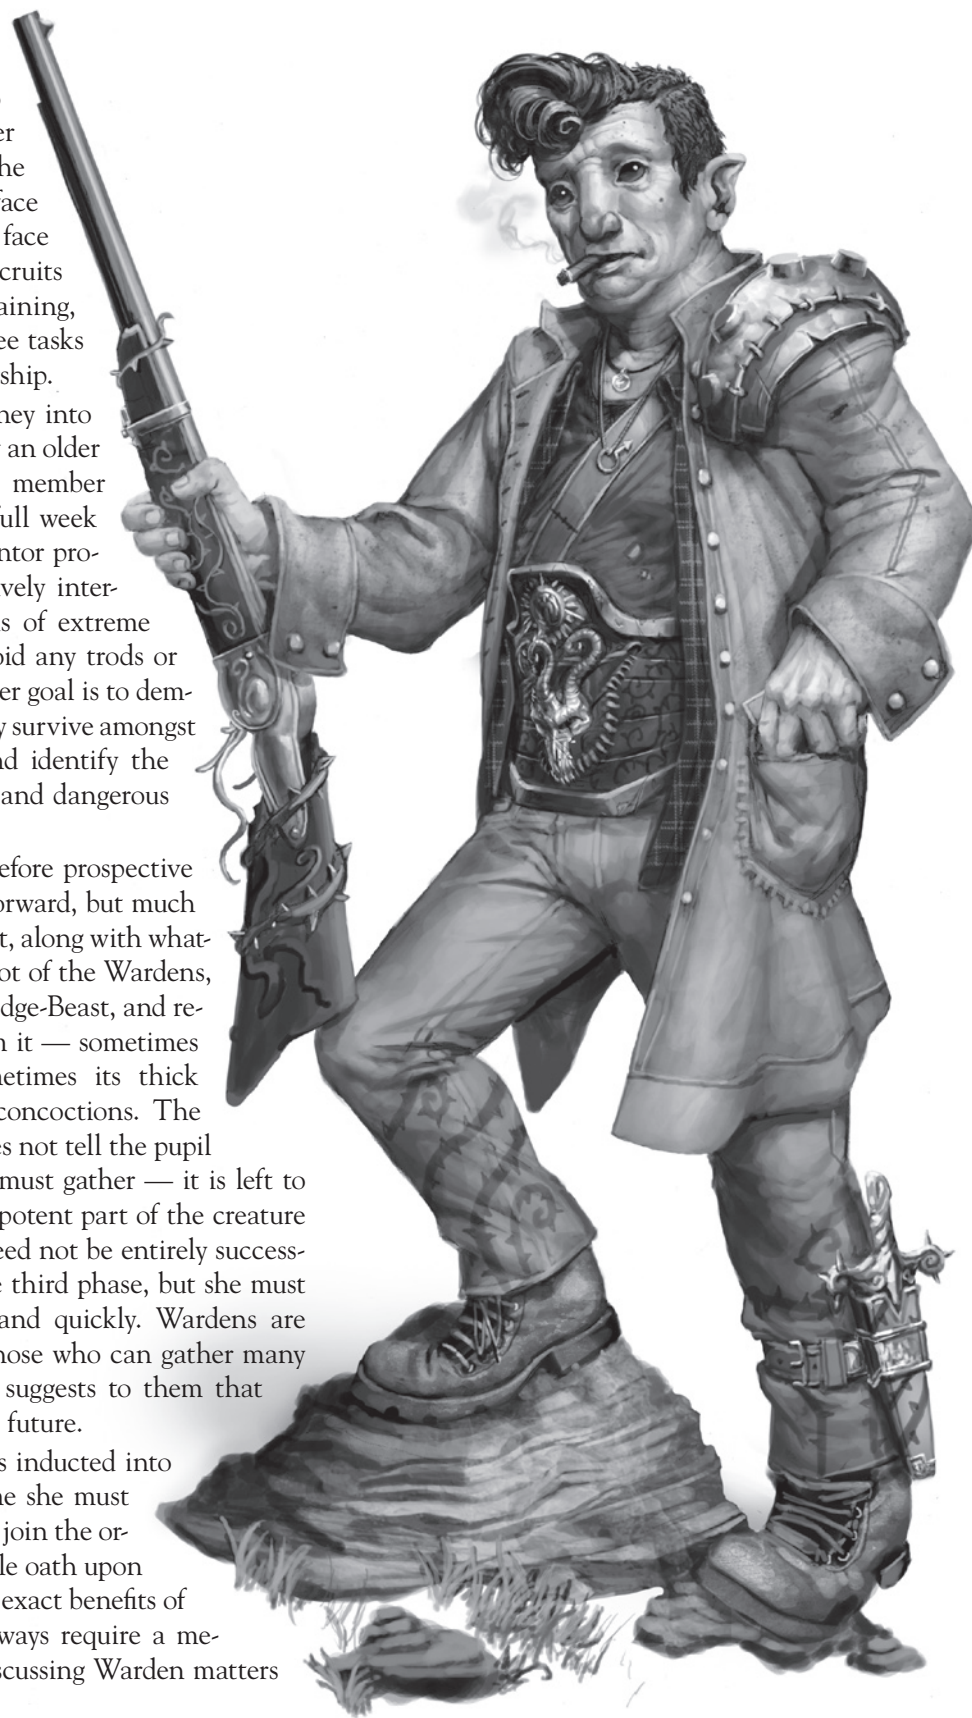 er
he
face
face
cruits
aining,
ee tasks
ship.
ney into
an older
member
full week
ntor pro-
vely inter-
s of extreme
oid any trods or
er goal is to dem-
y survive amongst
nd identify the
and dangerous
efore prospective
orward, but much
t, along with what-
ot of the Wardens,
dge-Beast, and re-
n it — sometimes
netimes its thick
concoctions. The
es not tell the pupil
must gather — it is left to
potent part of the creature
eed not be entirely success-
e third phase, but she must
and quickly. Wardens are
hose who can gather many
suggests to them that
future.
s inducted into
ne she must
join the or-
le oath upon
exact benefits of
ways require a me-
scussing Warden matters